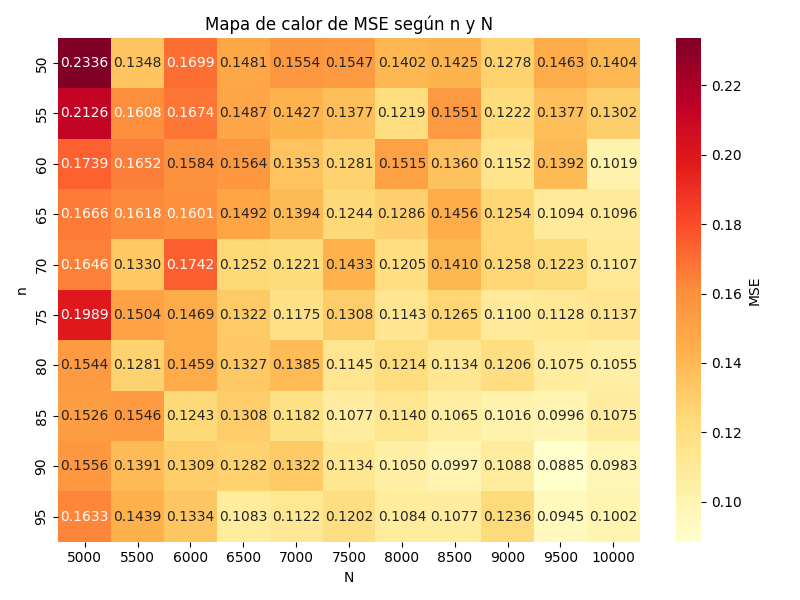 Mapa de calor de MSE según n y N
50 0.2336 0.1348 0.1699 0.1481 0.1554 0.1547 0.1402 0.1425 0.1278 0.1463 0.1404
55 0.2126 0.1608 0.1674 0.1487 0.1427 0.1377 0.1219 0.1551 0.1222 0.1377 0.1302
60 0.1739 0.1652 0.1584 0.1564 0.1353 0.1281 0.1515 0.1360 0.1152 0.1392 0.1019
65 0.1666 0.1618 0.1601 0.1492 0.1394 0.1244 0.1286 0.1456 0.1254 0.1094 0.1096
70 0.1646 0.1330 0.1742 0.1252 0.1221 0.1433 0.1205 0.1410 0.1258 0.1223 0.1107
75 0.1989 0.1504 0.1469 0.1322 0.1175 0.1308 0.1143 0.1265 0.1100 0.1128 0.1137
80 0.1544 0.1281 0.1459 0.1327 0.1385 0.1145 0.1214 0.1134 0.1206 0.1075 0.1055
85 0.1526 0.1546 0.1243 0.1308 0.1182 0.1077 0.1140 0.1065 0.1016 0.0996 0.1075
90 0.1556 0.1391 0.1309 0.1282 0.1322 0.1134 0.1050 0.0997 0.1088 0.0885 0.0983
95 0.1633 0.1439 0.1334 0.1083 0.1122 0.1202 0.1084 0.1077 0.1236 0.0945 0.1002
5000 5500 6000 6500 7000 7500 8000 8500 9000 9500 10000
N
n
0.22
0.20
0.18
0.16
0.14
0.12
0.10
MSE